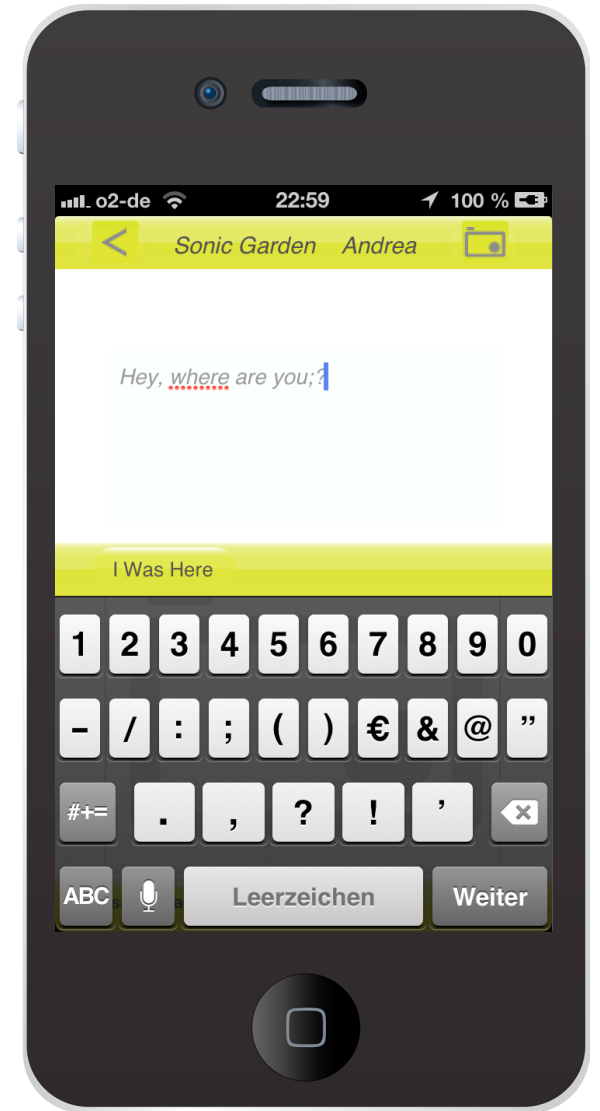 o2-de 22:59 100 %
< Sonic Garden Andrea
Hey, where are you;?
I Was Here
1 2 3 4 5 6 7 8 9 0
- / : ; ( ) € & @ ”
#+= . , ? ! ’
ABC Leerzeichen Weiter